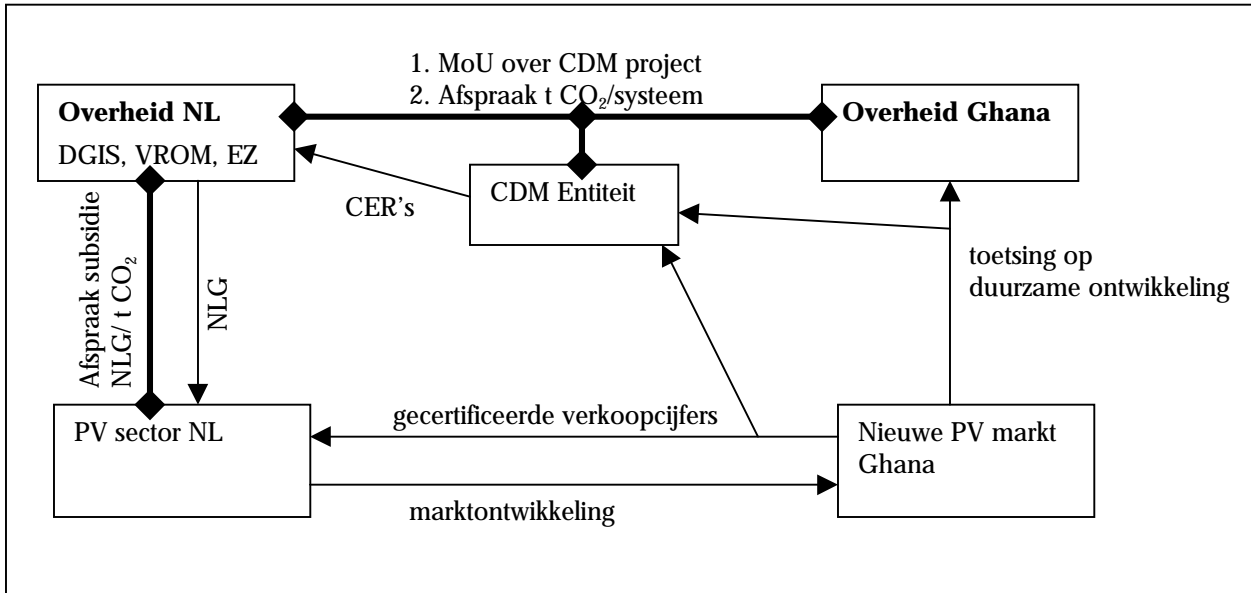 1. MoU over CDM project
2. Afspraak t CO₂/systeem
Overheid NL
DGIS, VROM, EZ
Overheid Ghana
CDM Entiteit
CER's
Afspraak subsidie
NLG/ t CO₂
NLG
toetsing op
duurzame ontwikkeling
PV sector NL
gecertificeerde verkoopcijfers
Nieuwe PV markt
Ghana
marktontwikkeling